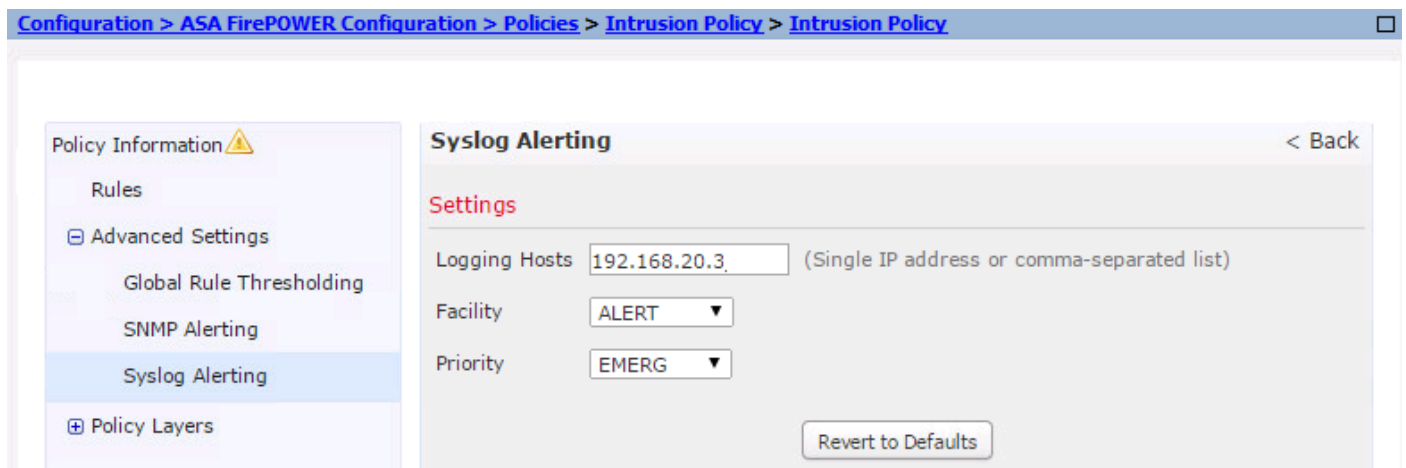 Configuration > ASA FirePOWER Configuration > Policies > Intrusion Policy > Intrusion Policy
Policy Information
Rules
Advanced Settings
Global Rule Thresholding
SNMP Alerting
Syslog Alerting
Policy Layers
Syslog Alerting
< Back
Settings
Logging Hosts 192.168.20.3 (Single IP address or comma-separated list)
Facility ALERT
Priority EMERG
Revert to Defaults